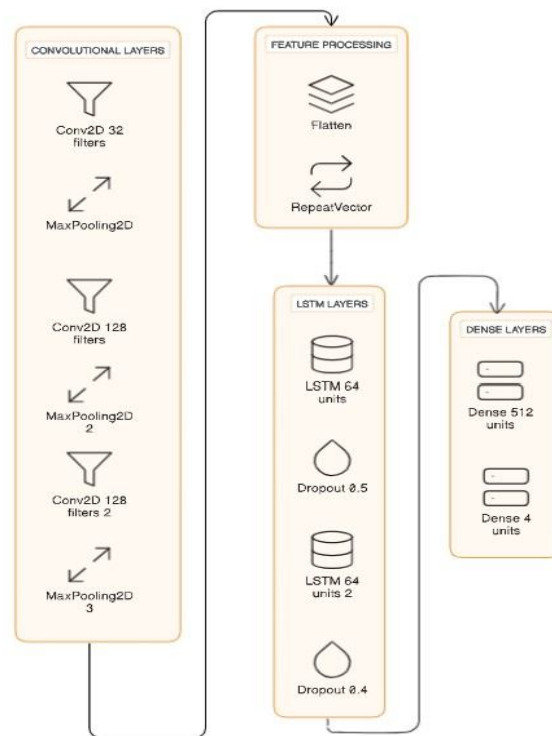 CONVOLUTIONAL LAYERS
Conv2D 32
filters
MaxPooling2D
Conv2D 128
filters
MaxPooling2D
2
Conv2D 128
filters 2
MaxPooling2D
3
FEATURE PROCESSING
Flatten
RepeatVector
LSTM LAYERS
LSTM 64
units
Dropout 0.5
LSTM 64
units 2
Dropout 0.4
DENSE LAYERS
Dense 512
units
Dense 4
units